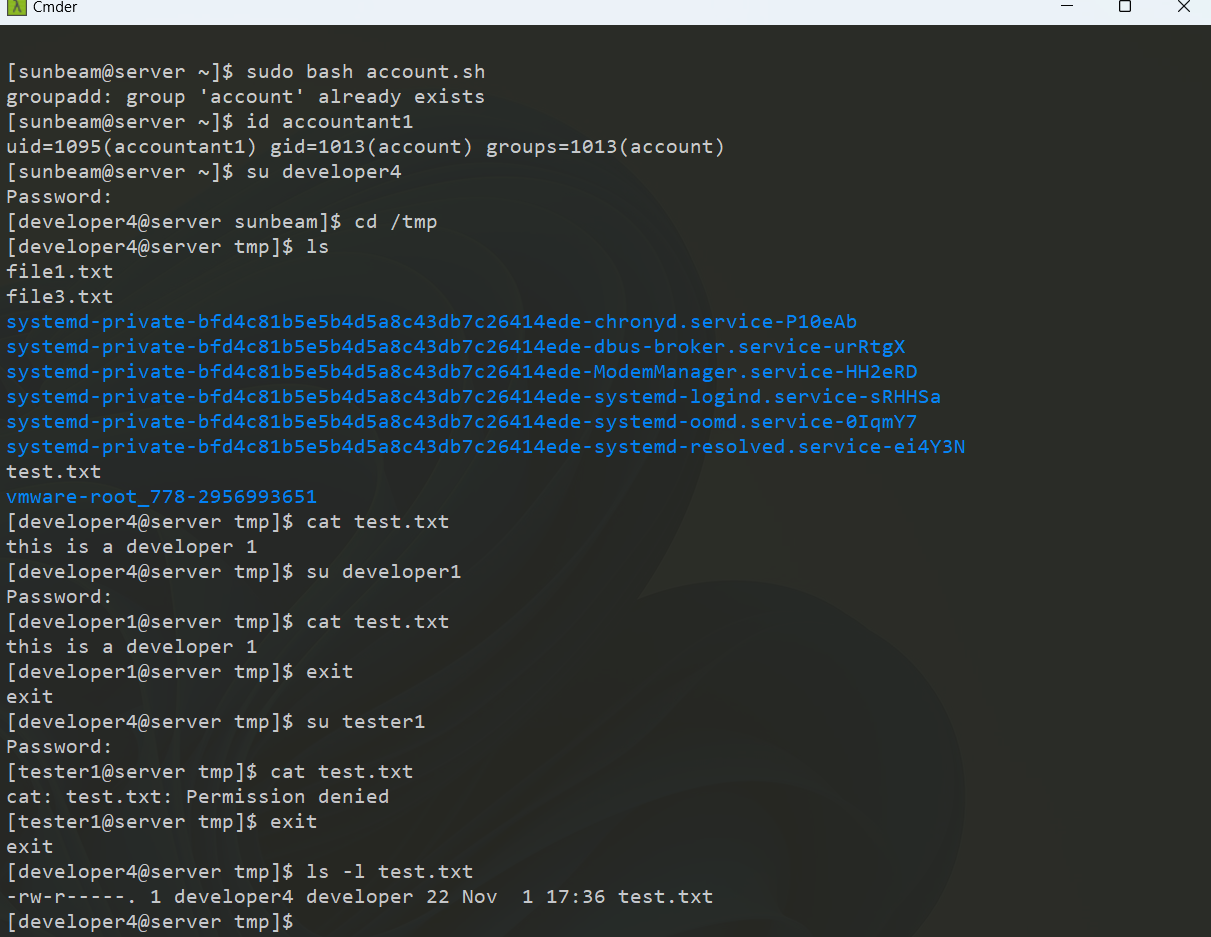 λ Cmder
[sunbeam@server ~]$ sudo bash account.sh
groupadd: group 'account' already exists
[sunbeam@server ~]$ id accountant1
uid=1095(accountant1) gid=1013(account) groups=1013(account)
[sunbeam@server ~]$ su developer4
Password:
[developer4@server sunbeam]$ cd /tmp
[developer4@server tmp]$ ls
file1.txt
file3.txt
systemd-private-bfd4c81b5e5b4d5a8c43db7c26414ede-chronyd.service-P10eAb
systemd-private-bfd4c81b5e5b4d5a8c43db7c26414ede-dbus-broker.service-urRtgX
systemd-private-bfd4c81b5e5b4d5a8c43db7c26414ede-ModemManager.service-HH2eRD
systemd-private-bfd4c81b5e5b4d5a8c43db7c26414ede-systemd-logind.service-sRHHSa
systemd-private-bfd4c81b5e5b4d5a8c43db7c26414ede-systemd-oomd.service-0IqmY7
systemd-private-bfd4c81b5e5b4d5a8c43db7c26414ede-systemd-resolved.service-ei4Y3N
test.txt
vmware-root_778-2956993651
[developer4@server tmp]$ cat test.txt
this is a developer 1
[developer4@server tmp]$ su developer1
Password:
[developer1@server tmp]$ cat test.txt
this is a developer 1
[developer1@server tmp]$ exit
exit
[developer4@server tmp]$ su tester1
Password:
[tester1@server tmp]$ cat test.txt
cat: test.txt: Permission denied
[tester1@server tmp]$ exit
exit
[developer4@server tmp]$ ls -l test.txt
-rw-r-----. 1 developer4 developer 22 Nov  1 17:36 test.txt
[developer4@server tmp]$